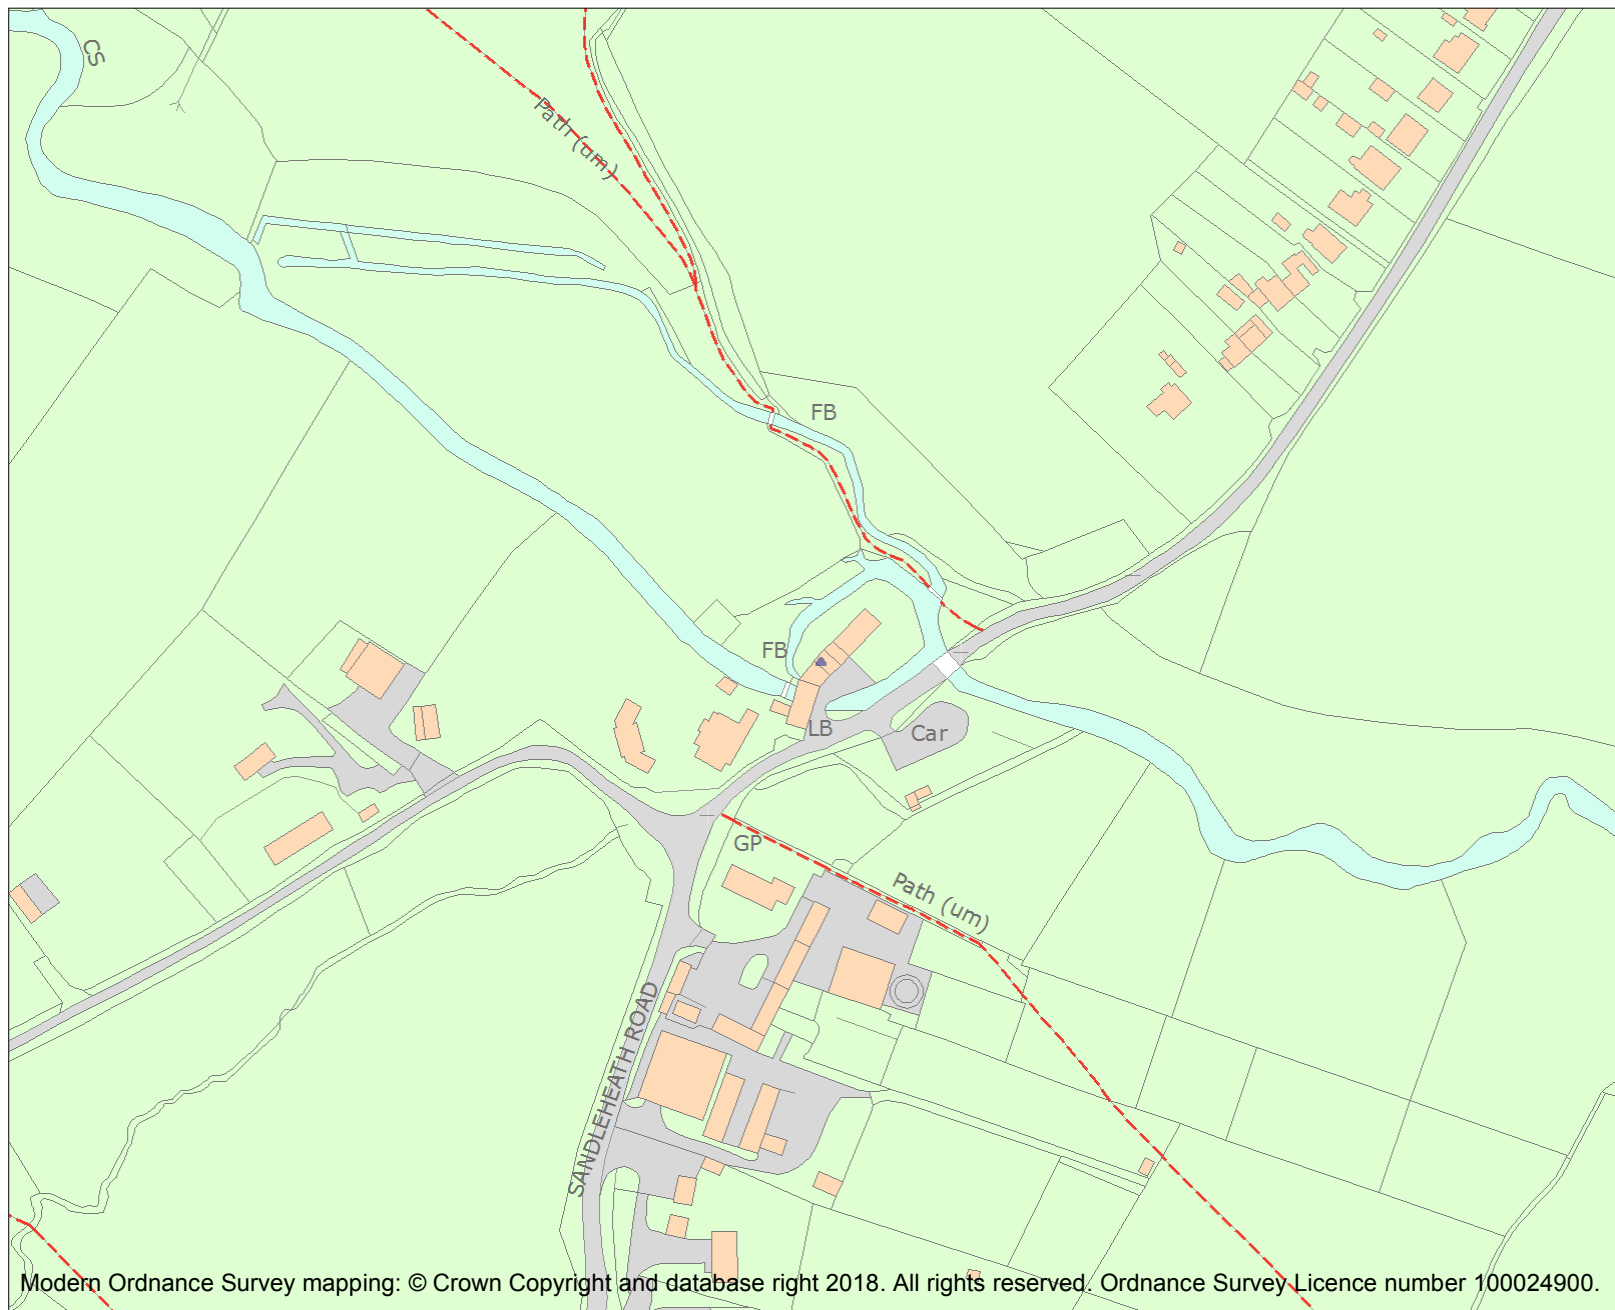 CS
Path (um)
FB
FB
LB
Car
GP
Path (um)
SANDLEHEATH ROAD
Modern Ordnance Survey mapping: © Crown Copyright and database right 2018. All rights reserved. Ordnance Survey Licence number 100024900.